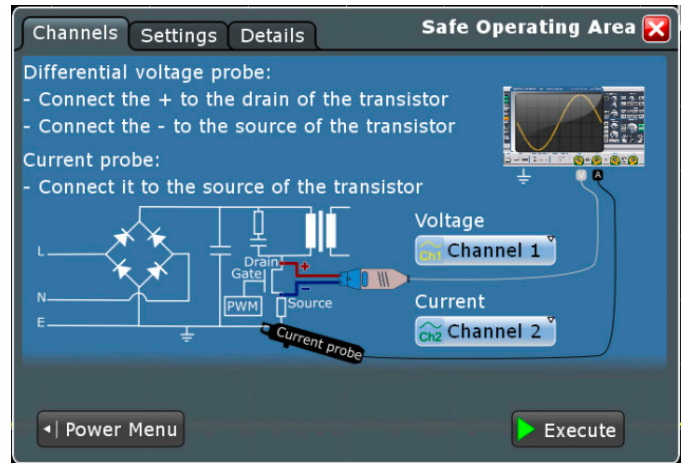 Channels Settings Details Safe Operating Area
Differential voltage probe:
- Connect the + to the drain of the transistor
- Connect the - to the source of the transistor
Current probe:
- Connect it to the source of the transistor
V A
Voltage
Ch1 Channel 1
Current
Ch2 Channel 2
L
N
E
Drain +
Gate
-
PWM Source
Current probe
Power Menu Execute